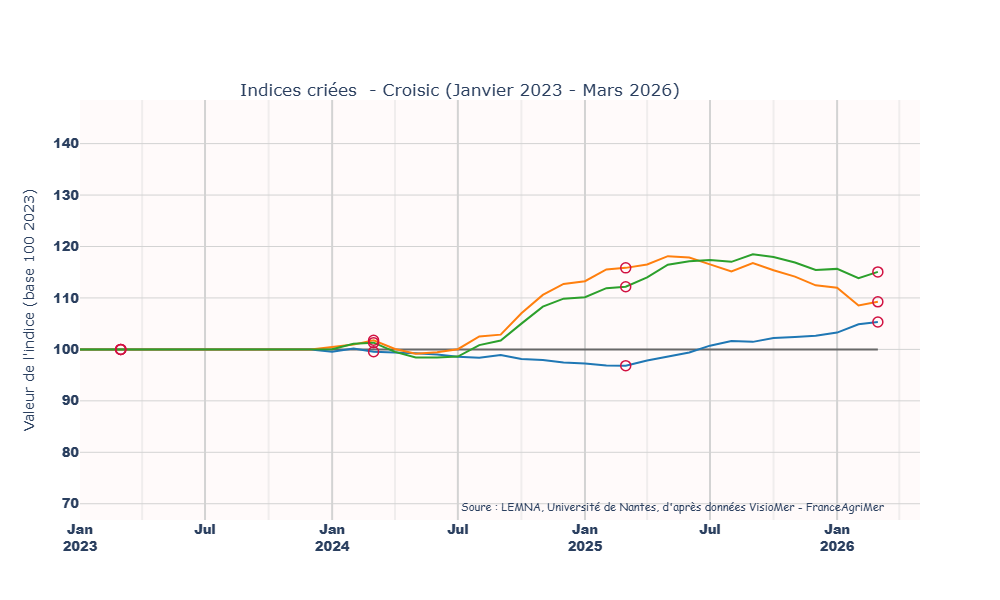 Indices criées - Croisic (Janvier 2023 - Mars 2026)
Valeur de l'indice (base 100 2023)
140
130
120
110
100
90
80
70
Soure : LEMNA, Université de Nantes, d'après données VisioMer - FranceAgriMer
Jan Jul Jan Jul Jan Jul Jan
2023 2024 2025 2026